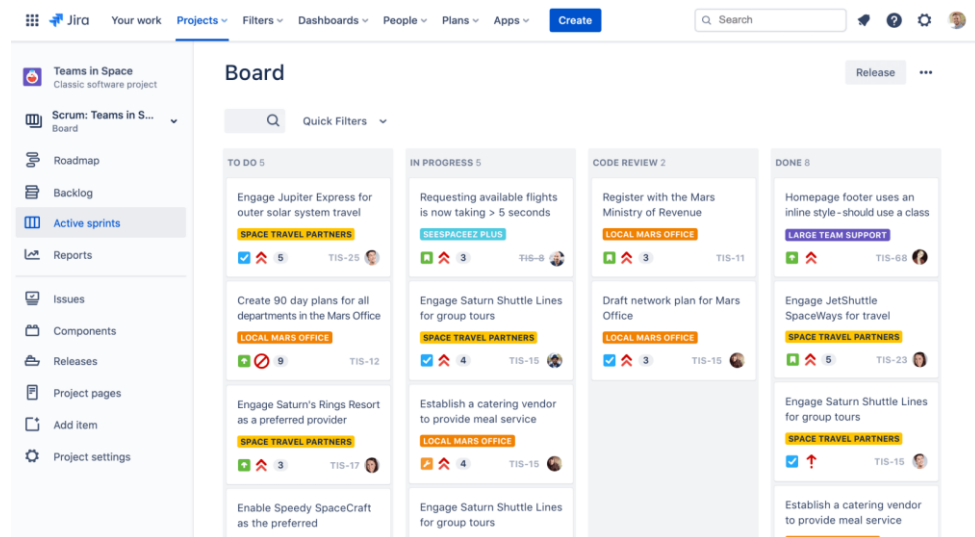 Jira Your work Projects Filters Dashboards People Plans Apps Create Search
Teams in Space
Classic software project
Scrum: Teams in S...
Board
Roadmap
Backlog
Active sprints
Reports
Issues
Components
Releases
Project pages
Add item
Project settings
Board
Release
Quick Filters
TO DO 5
Engage Jupiter Express for
outer solar system travel
SPACE TRAVEL PARTNERS
5 TIS-25
Create 90 day plans for all
departments in the Mars Office
LOCAL MARS OFFICE
9 TIS-12
Engage Saturn's Rings Resort
as a preferred provider
SPACE TRAVEL PARTNERS
3 TIS-17
Enable Speedy SpaceCraft
as the preferred
IN PROGRESS 5
Requesting available flights
is now taking > 5 seconds
SEESPACEEZ PLUS
3 TIS-8
Engage Saturn Shuttle Lines
for group tours
SPACE TRAVEL PARTNERS
4 TIS-15
Establish a catering vendor
to provide meal service
LOCAL MARS OFFICE
4 TIS-15
Engage Saturn Shuttle Lines
for group tours
CODE REVIEW 2
Register with the Mars
Ministry of Revenue
LOCAL MARS OFFICE
3 TIS-11
Draft network plan for Mars
Office
LOCAL MARS OFFICE
3 TIS-15
DONE 8
Homepage footer uses an
inline style-should use a class
LARGE TEAM SUPPORT
TIS-68
Engage JetShuttle
SpaceWays for travel
SPACE TRAVEL PARTNERS
5 TIS-23
Engage Saturn Shuttle Lines
for group tours
SPACE TRAVEL PARTNERS
TIS-15
Establish a catering vendor
to provide meal service